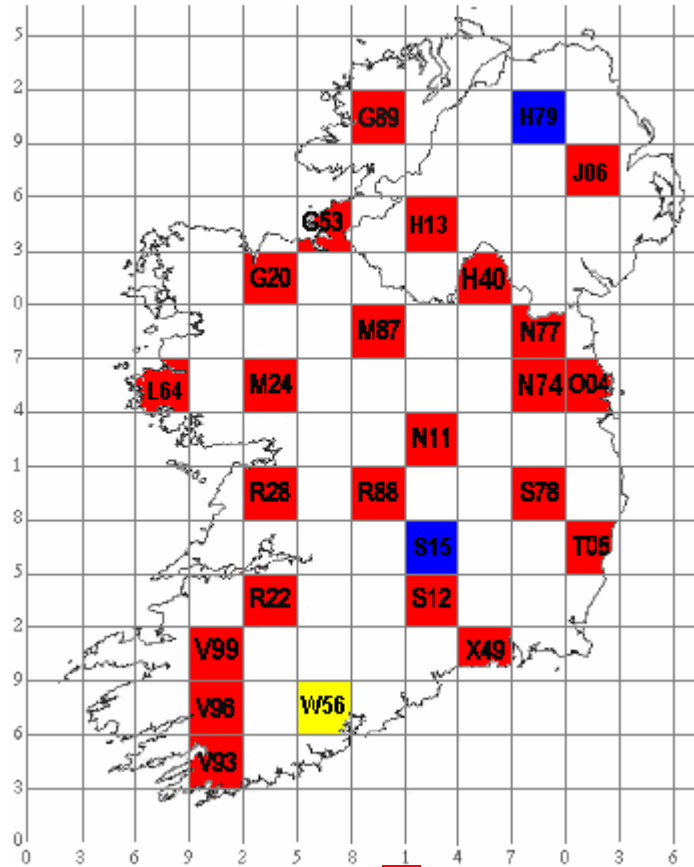 5
2
G89 H79
9
J06
6
G53 H13
3
G20 H40
0
M87 N77
7
L64 M24 N74 O04
4
N11
1
R28 R88 S78
8
S15 T05
5
R22 S12
2
V99 X49
9
V96 W56
6
V93
3
0
0 3 6 9 2 5 8 1 4 7 0 3 6